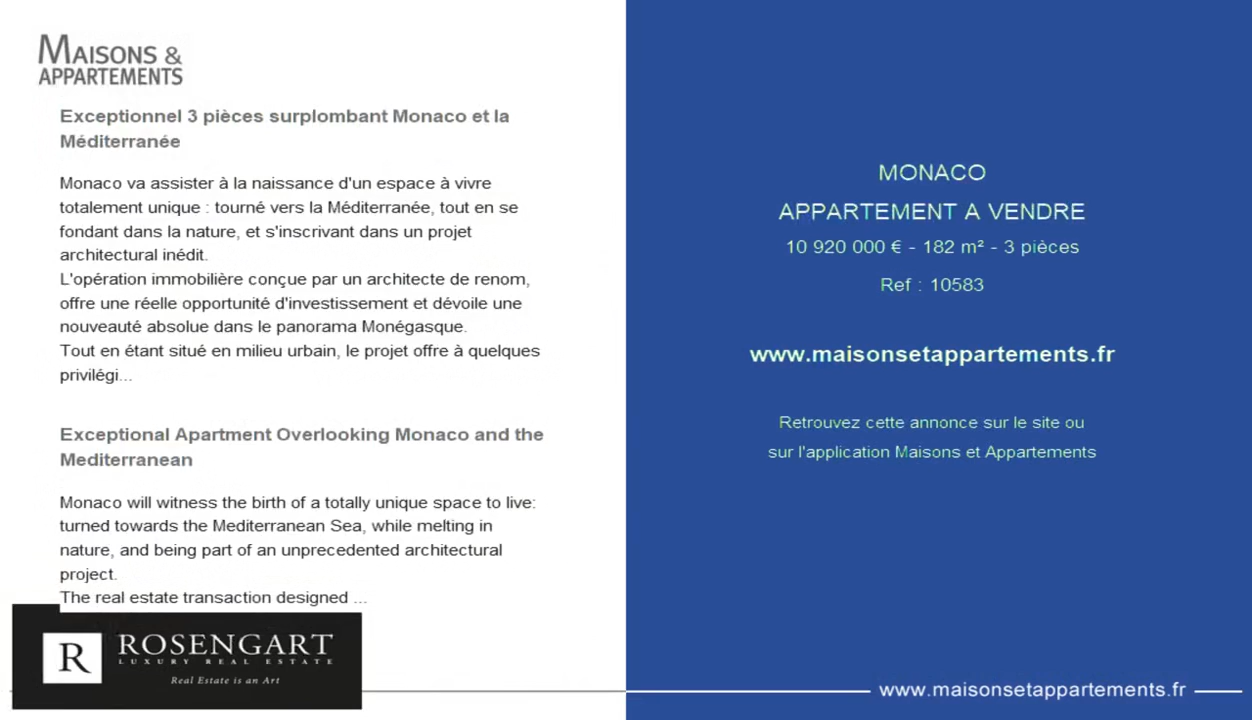 MAISONS &
APPARTEMENTS
Exceptionnel 3 pièces surplombant Monaco et la
Méditerranée
Monaco va assister à la naissance d'un espace à vivre
totalement unique : tourné vers la Méditerranée, tout en se
fondant dans la nature, et s'inscrivant dans un projet
architectural inédit.
L'opération immobilière conçue par un architecte de renom,
offre une réelle opportunité d'investissement et dévoile une
nouveauté absolue dans le panorama Monégasque.
Tout en étant situé en milieu urbain, le projet offre à quelques
privilégi...
Exceptional Apartment Overlooking Monaco and the
Mediterranean
Monaco will witness the birth of a totally unique space to live:
turned towards the Mediterranean Sea, while melting in
nature, and being part of an unprecedented architectural
project.
The real estate transaction designed ...
R ROSENGART
LUXURY REAL ESTATE
Real Estate is an Art
MONACO
APPARTEMENT A VENDRE
10 920 000 € - 182 m² - 3 pièces
Ref : 10583
www.maisonsetappartements.fr
Retrouvez cette annonce sur le site ou
sur l'application Maisons et Appartements
www.maisonsetappartements.fr